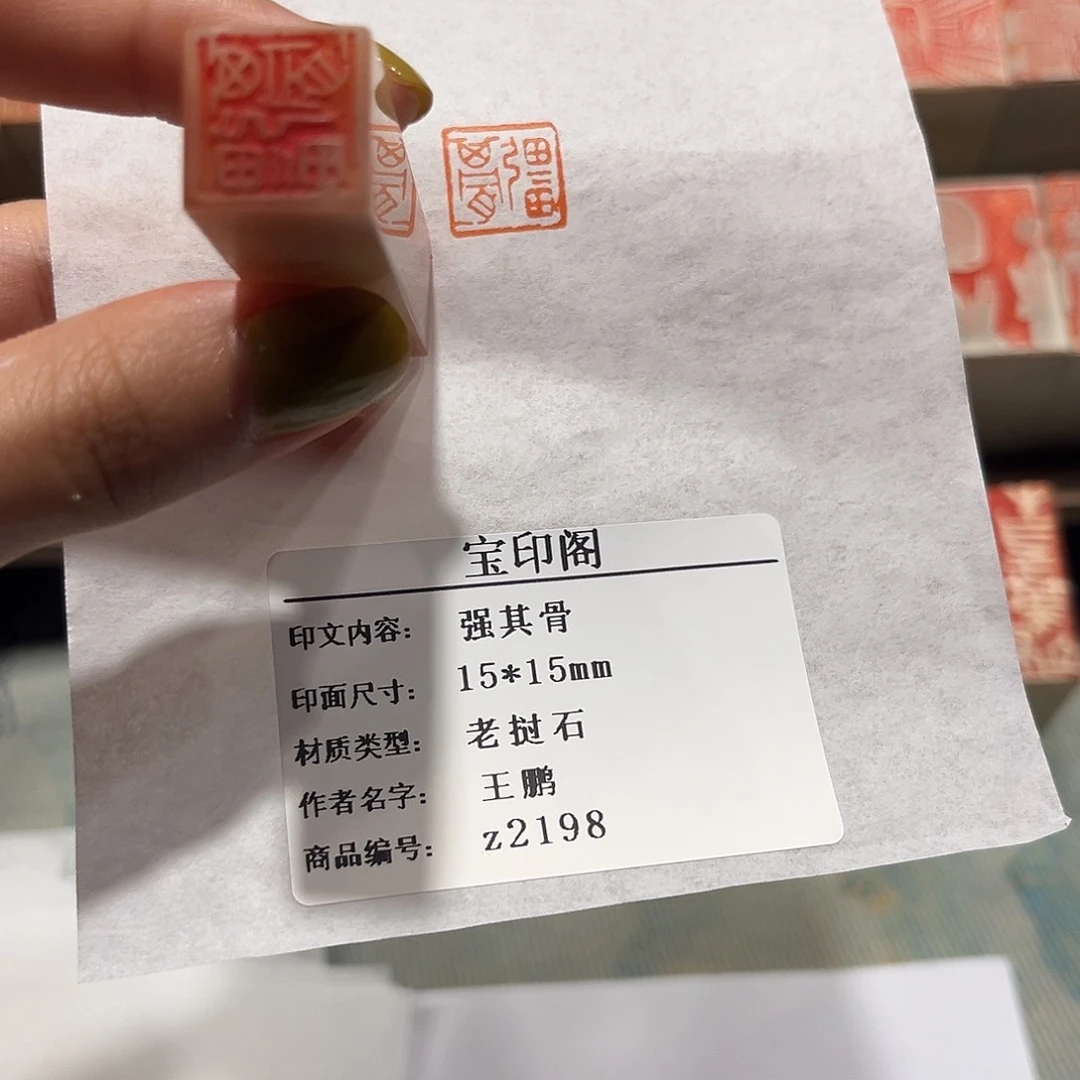 宝印阁
印文内容: 强其骨
印面尺寸: 15*15mm
材质类型: 老挝石
作者名字: 王鹏
商品编号: z2198